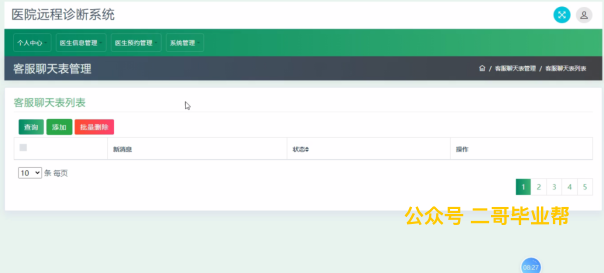 医院远程诊断系统
个人中心 医生信息管理 医生预约管理 系统管理
客服聊天表管理
/ 客服聊天表管理 / 客服聊天表列表
客服聊天表列表
查询 添加 批量删除
新消息 状态 操作
10 条 每页
1 2 3 4 5
公众号 二哥毕业帮
08:27